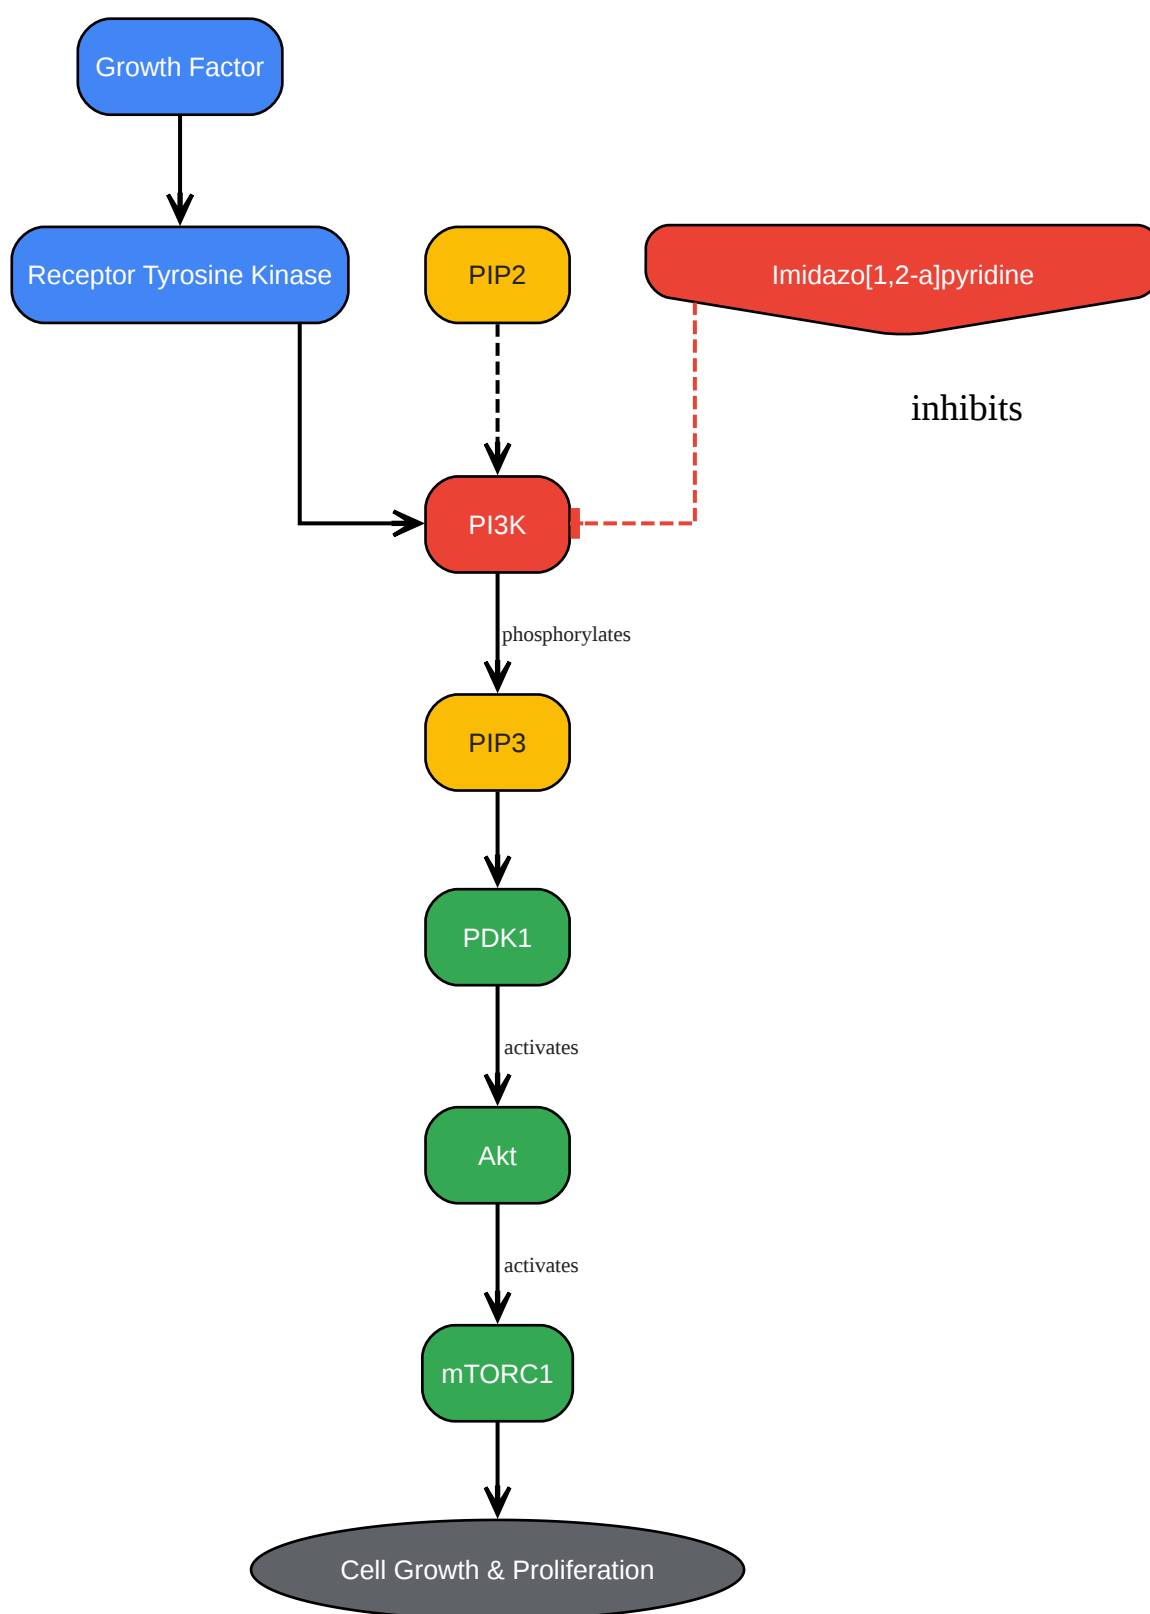 Growth Factor
Receptor Tyrosine Kinase
PIP2
Imidazo[1,2-a]pyridine
inhibits
PI3K
phosphorylates
PIP3
PDK1
activates
Akt
activates
mTORC1
Cell Growth & Proliferation